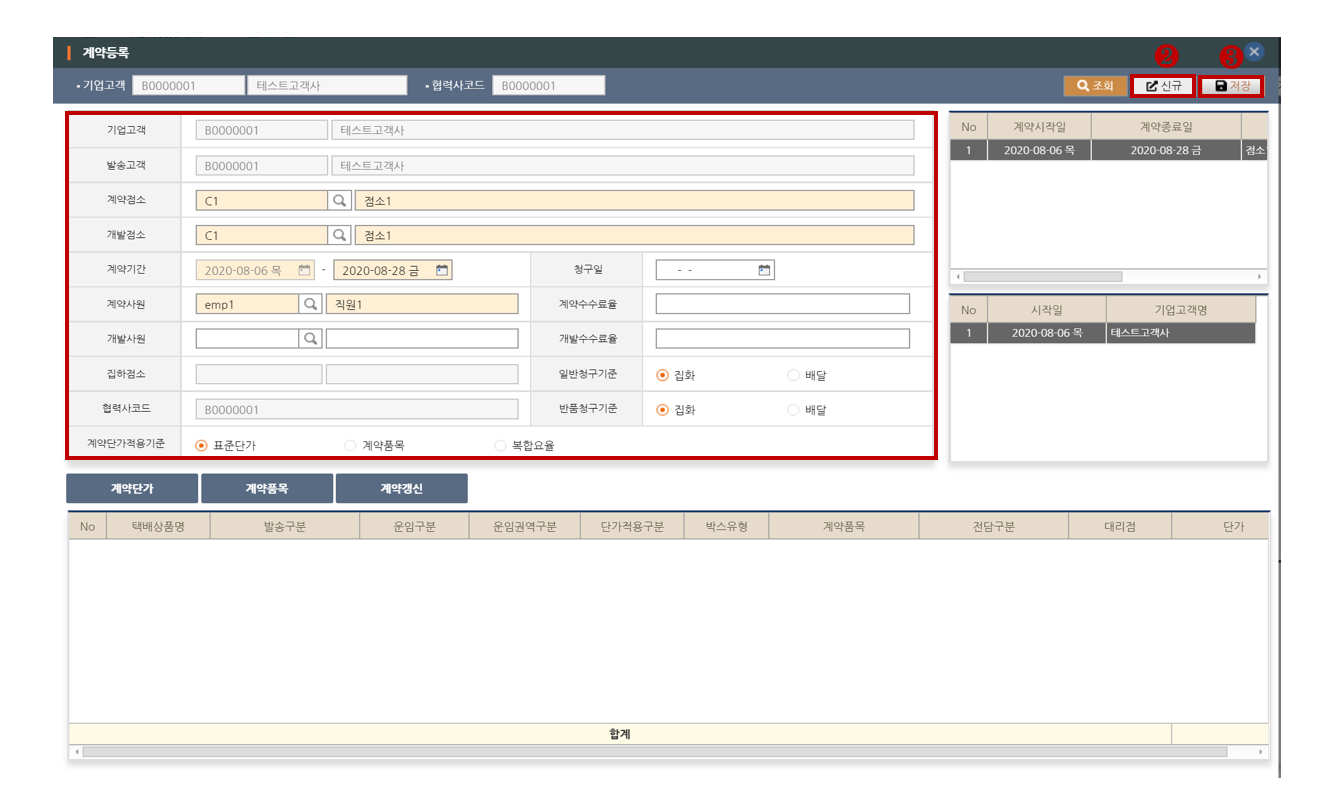 계약등록
2 3
기업고객 B0000001 테스트고객사 협력사코드 B0000001 조회 신규 저장
기업고객 B0000001 테스트고객사
발송고객 B0000001 테스트고객사
계약점소 C1 점소1
개발점소 C1 점소1
계약기간 2020-08-06 목 - 2020-08-28 금 청구일 - -
계약사원 emp1 직원1 계약수수료율
개발사원 개발수수료율
집하점소 일반청구기준 집화 배달
협력사코드 B0000001 반품청구기준 집화 배달
계약단가적용기준 표준단가 계약품목 복합요율
No 계약시작일 계약종료일
1 2020-08-06 목 2020-08-28 금 점소
No 시작일 기업고객명
1 2020-08-06 목 테스트고객사
계약단가 계약품목 계약갱신
No 택배상품명 발송구분 운임구분 운임권역구분 단가적용구분 박스유형 계약품목 전담구분 대리점 단가
합계